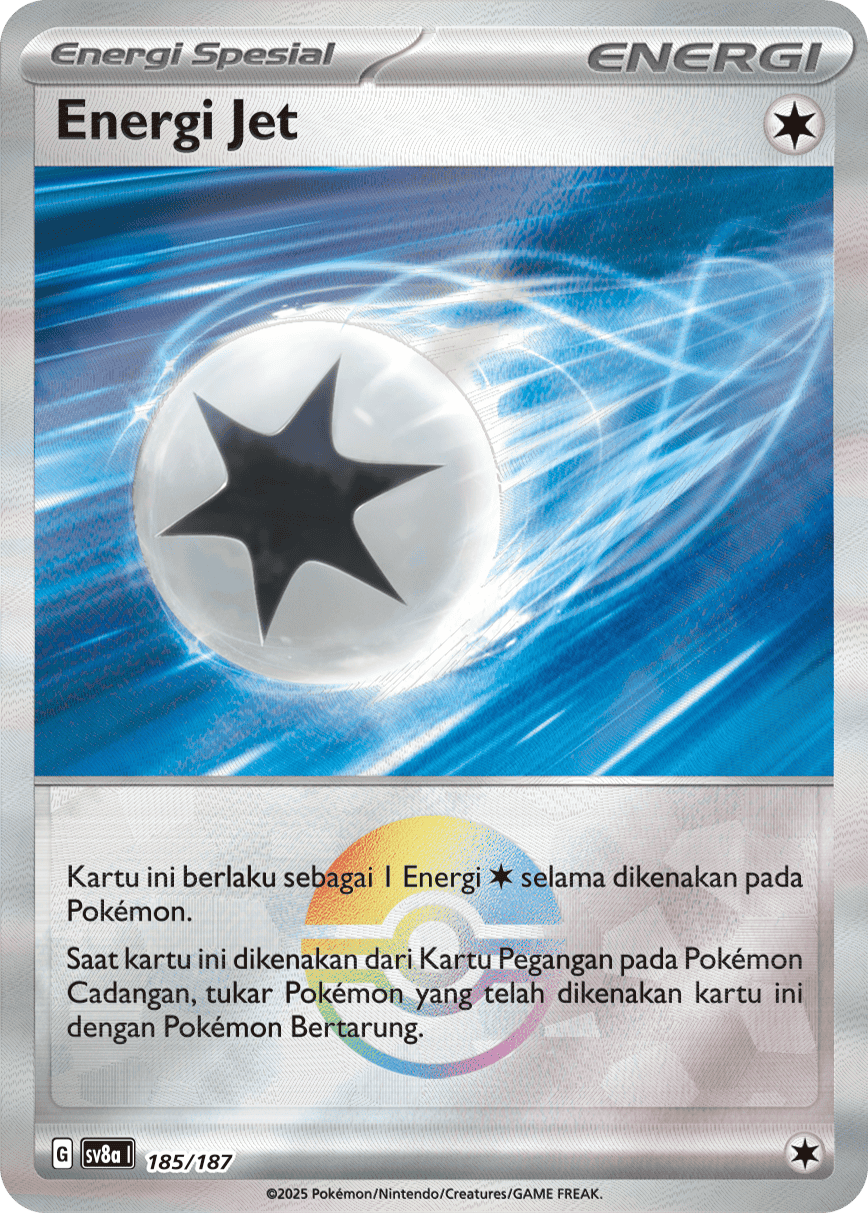 Energi Spesial
ENERGI
Energi Jet
Kartu ini berlaku sebagai 1 Energi ✶ selama dikenakan pada
Pokémon.
Saat kartu ini dikenakan dari Kartu Pegangan pada Pokémon
Cadangan, tukar Pokémon yang telah dikenakan kartu ini
dengan Pokémon Bertarung.
G sv8a I 185/187
©2025 Pokémon/Nintendo/Creatures/GAME FREAK.